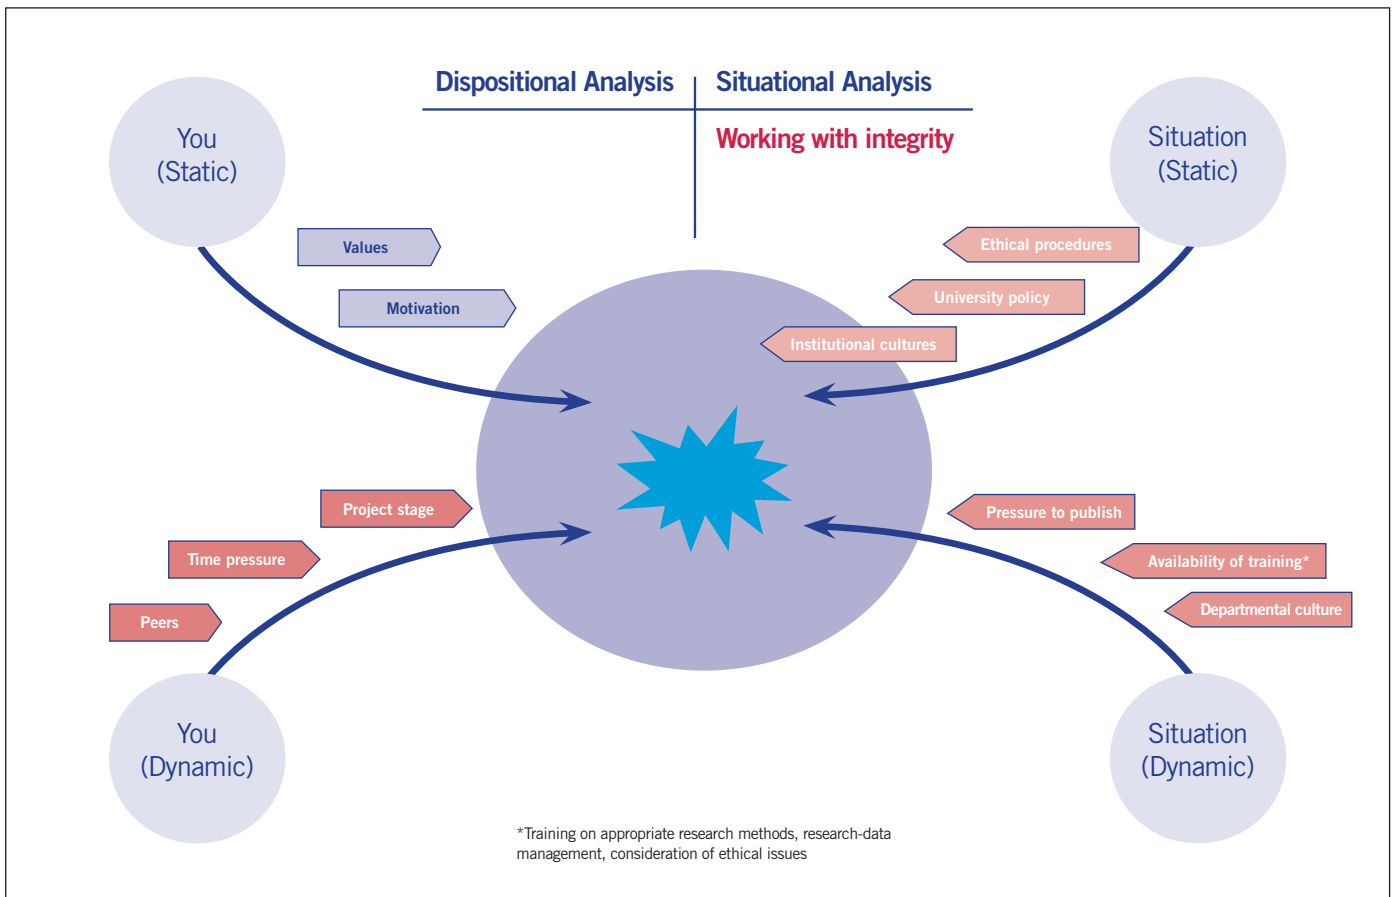 Dispositional Analysis
Situational Analysis
Working with integrity
You
(Static)
Situation
(Static)
Values
Motivation
Ethical procedures
University policy
Institutional cultures
Project stage
Time pressure
Peers
Pressure to publish
Availability of training*
Departmental culture
You
(Dynamic)
Situation
(Dynamic)
*Training on appropriate research methods, research-data
management, consideration of ethical issues